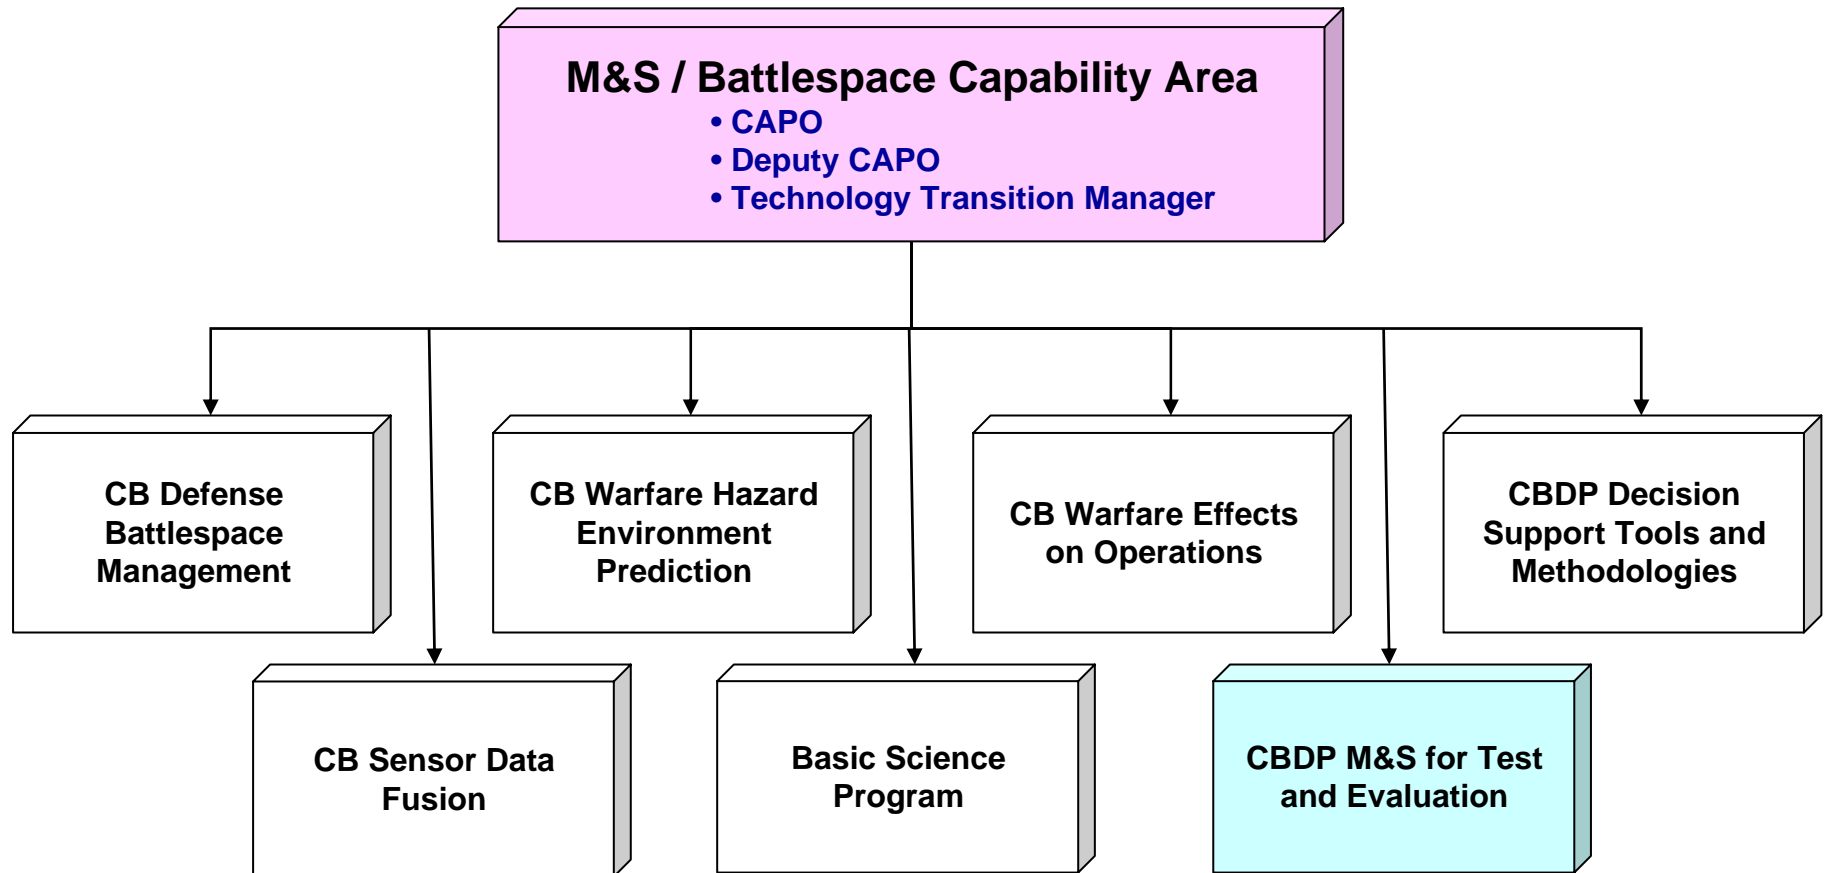 M&S / Battlespace Capability Area
• CAPO
• Deputy CAPO
• Technology Transition Manager
CB Defense
Battlespace
Management
CB Warfare Hazard
Environment
Prediction
CB Warfare Effects
on Operations
CBDP Decision
Support Tools and
Methodologies
CB Sensor Data
Fusion
Basic Science
Program
CBDP M&S for Test
and Evaluation